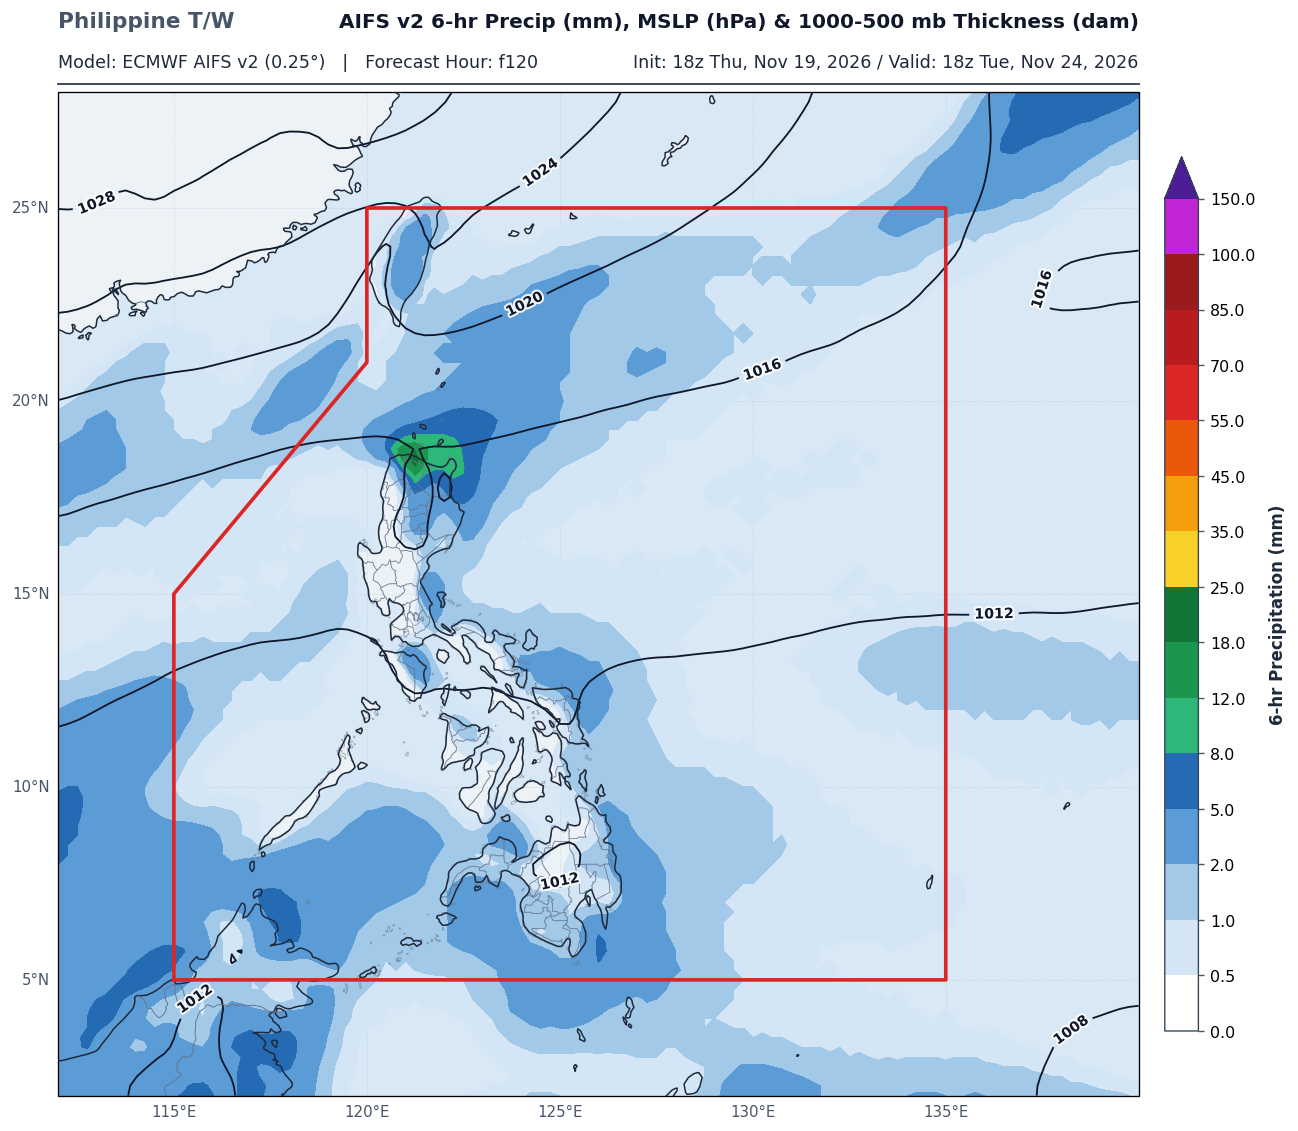 Philippine T/W
AIFS v2 6-hr Precip (mm), MSLP (hPa) & 1000-500 mb Thickness (dam)
Model: ECMWF AIFS v2 (0.25°)   |   Forecast Hour: f120
Init: 18z Thu, Nov 19, 2026 / Valid: 18z Tue, Nov 24, 2026
1028
1024
25°N
1016
1020
1016
20°N
15°N
1012
10°N
1012
5°N
1012
1008
115°E
120°E
125°E
130°E
135°E
150.0
100.0
85.0
70.0
55.0
45.0
35.0
25.0
18.0
12.0
8.0
5.0
2.0
1.0
0.5
0.0
6-hr Precipitation (mm)